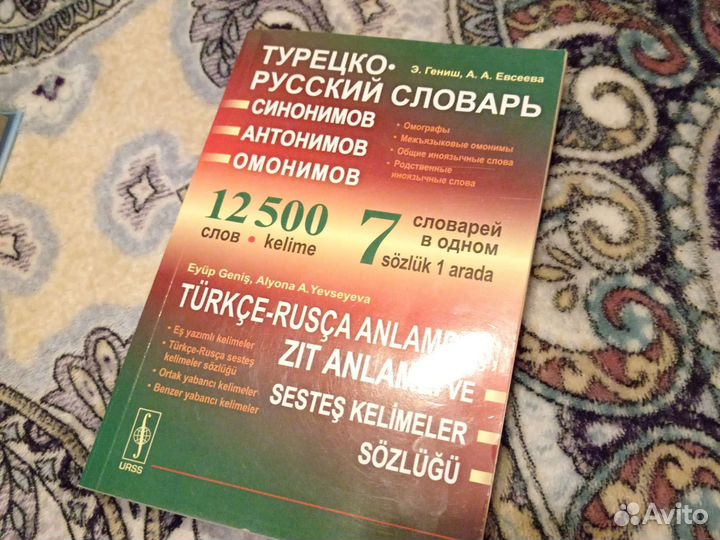 Э. Гениш, А. А. Евсеева
ТУРЕЦКО-
РУССКИЙ СЛОВАРЬ
СИНОНИМОВ
АНТОНИМОВ
ОМОНИМОВ
• Омографы
• Межъязыковые омонимы
• Общие иноязычные слова
• Родственные
иноязычные слова
12 500
слов • kelime
7 словарей
в одном
sözlük 1 arada
Eyüp Geniş, Alyona A. Yevseyeva
TÜRKÇE-RUSÇA
ZIT VE
SESTEŞ KELİMELER
SÖZLÜĞÜ
• Eş yazımlı kelimeler
• Türkçe-Rusça sesteş
kelimeler sözlüğü
• Ortak yabancı kelimeler
• Benzer yabancı kelimeler
URSS
Avito